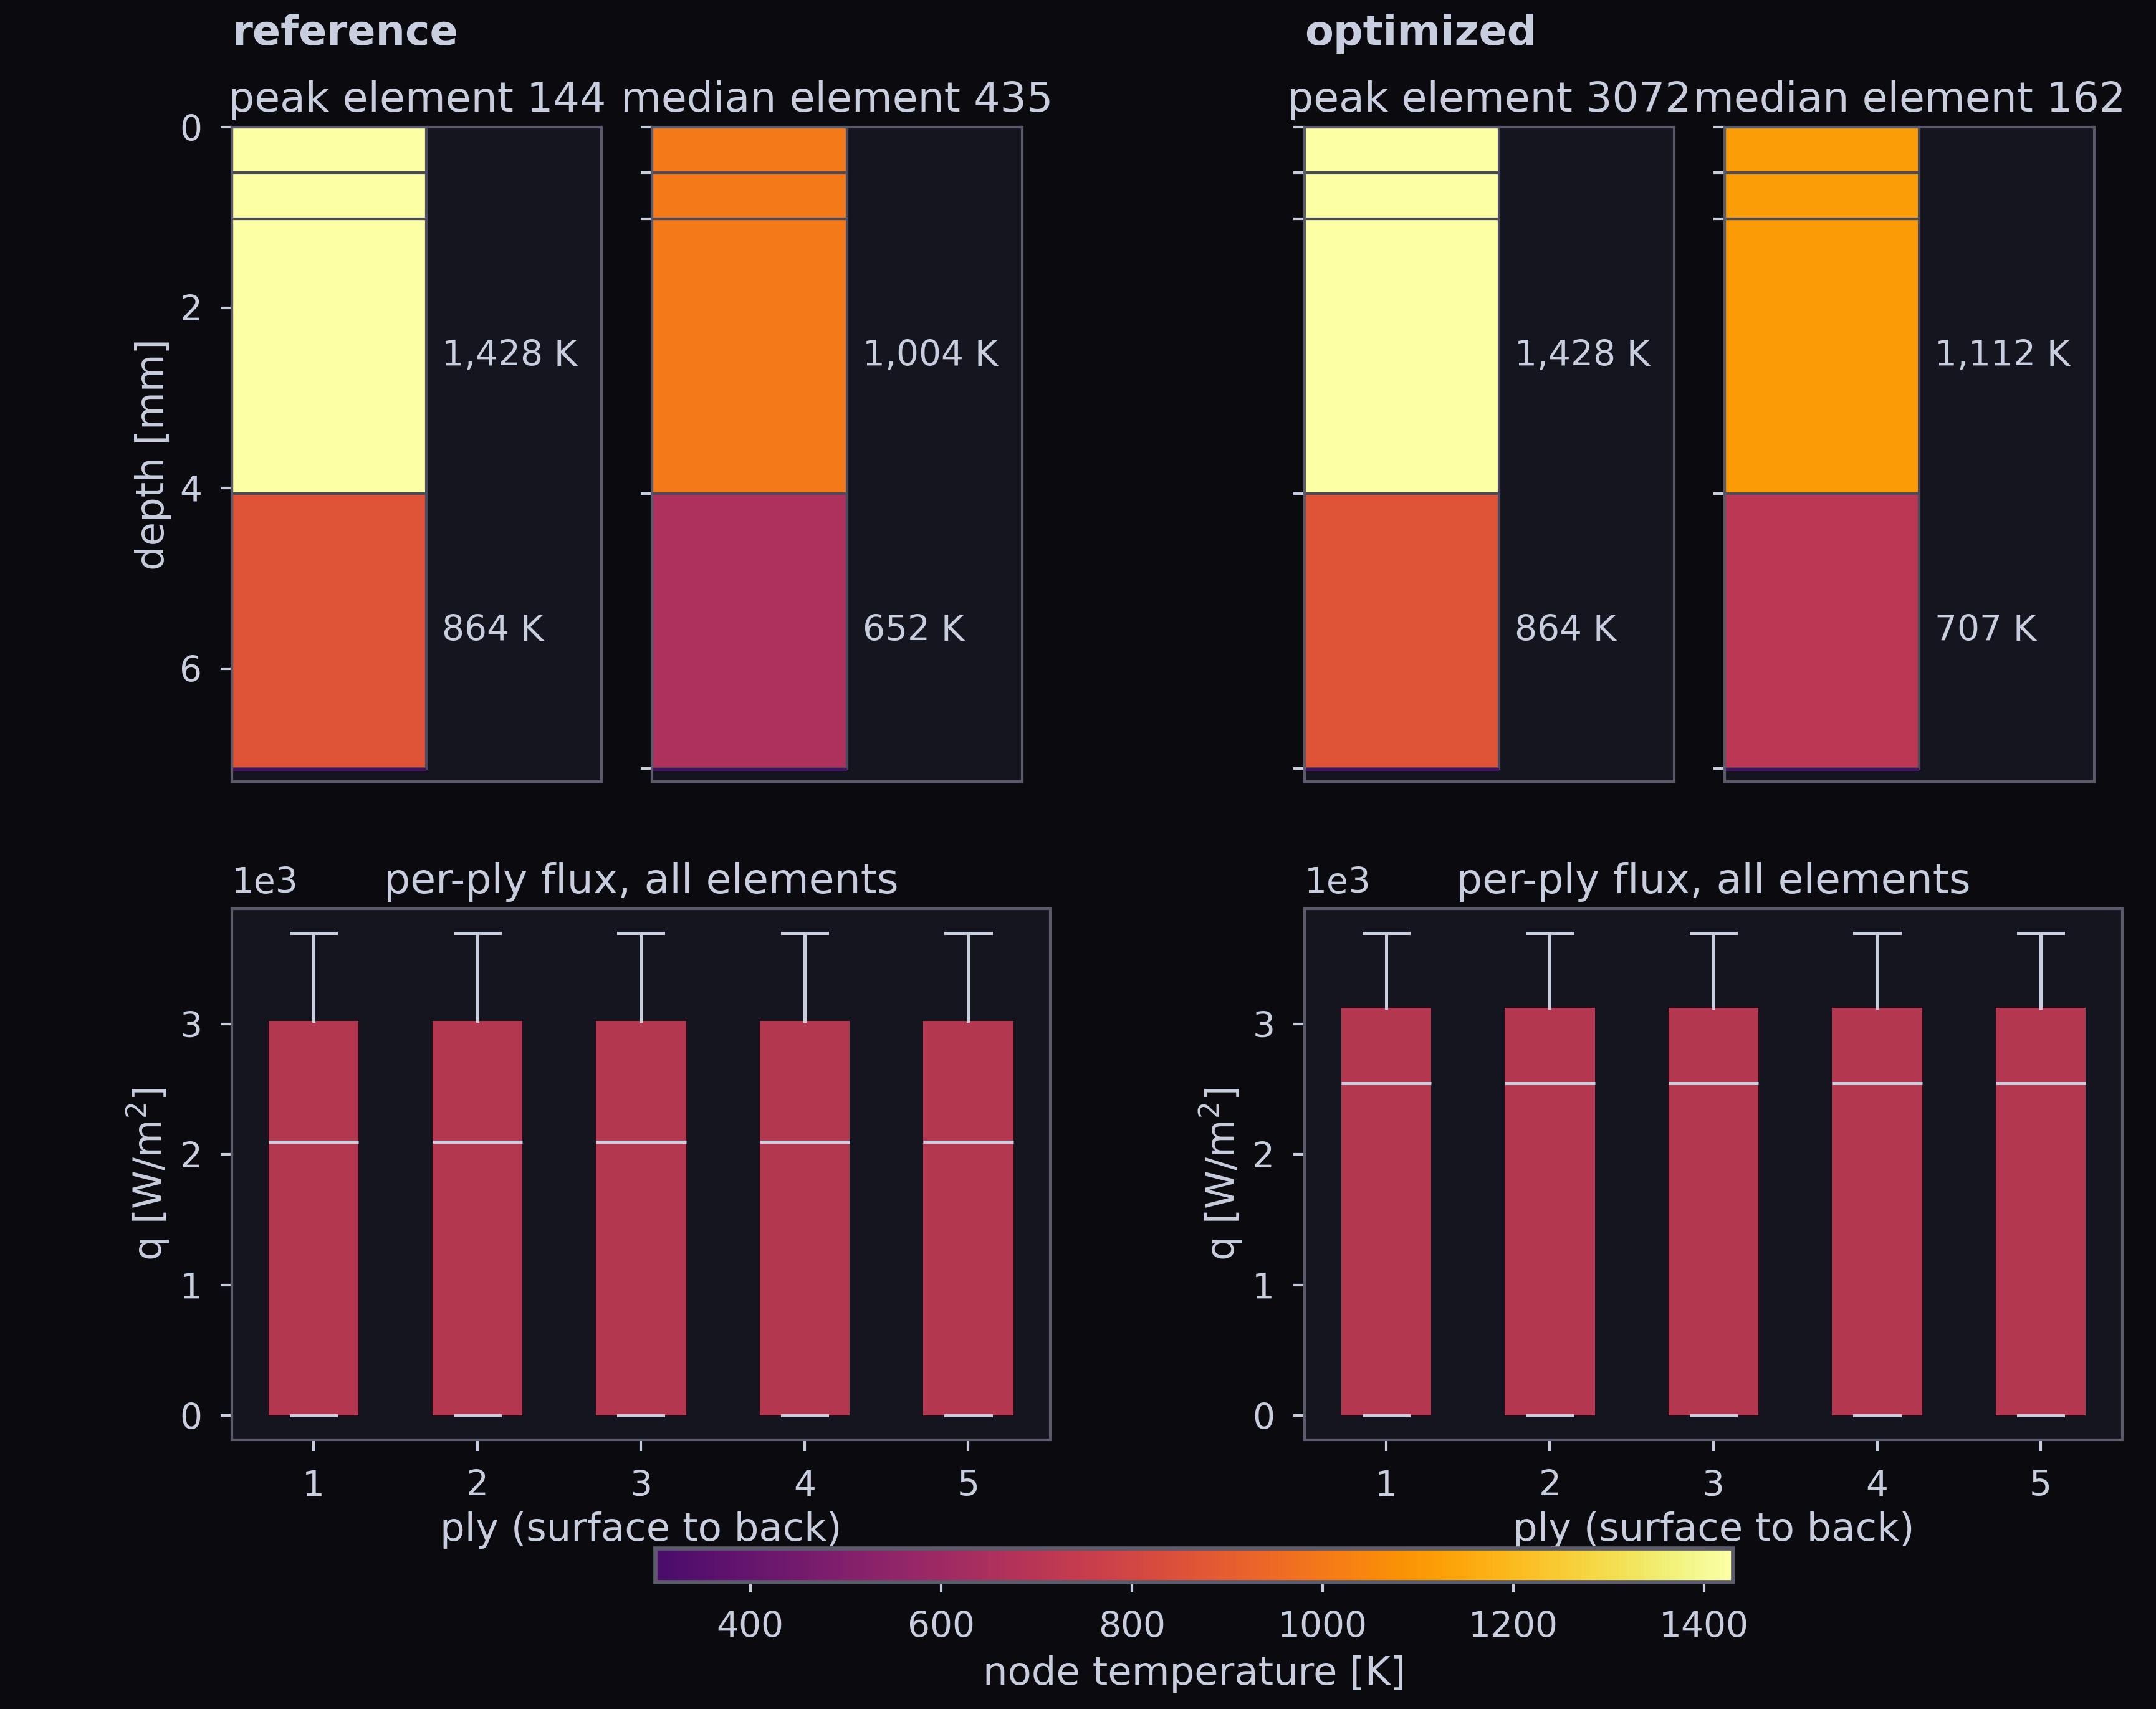 reference
optimized
peak element 144
median element 435
peak element 3072
median element 162
0
2
4
6
depth [mm]
1,428 K
864 K
1,004 K
652 K
1,428 K
864 K
1,112 K
707 K
1e3
per-ply flux, all elements
3
2
1
0
q [W/m²]
1 2 3 4 5
ply (surface to back)
1e3
per-ply flux, all elements
3
2
1
0
q [W/m²]
1 2 3 4 5
ply (surface to back)
400 600 800 1000 1200 1400
node temperature [K]